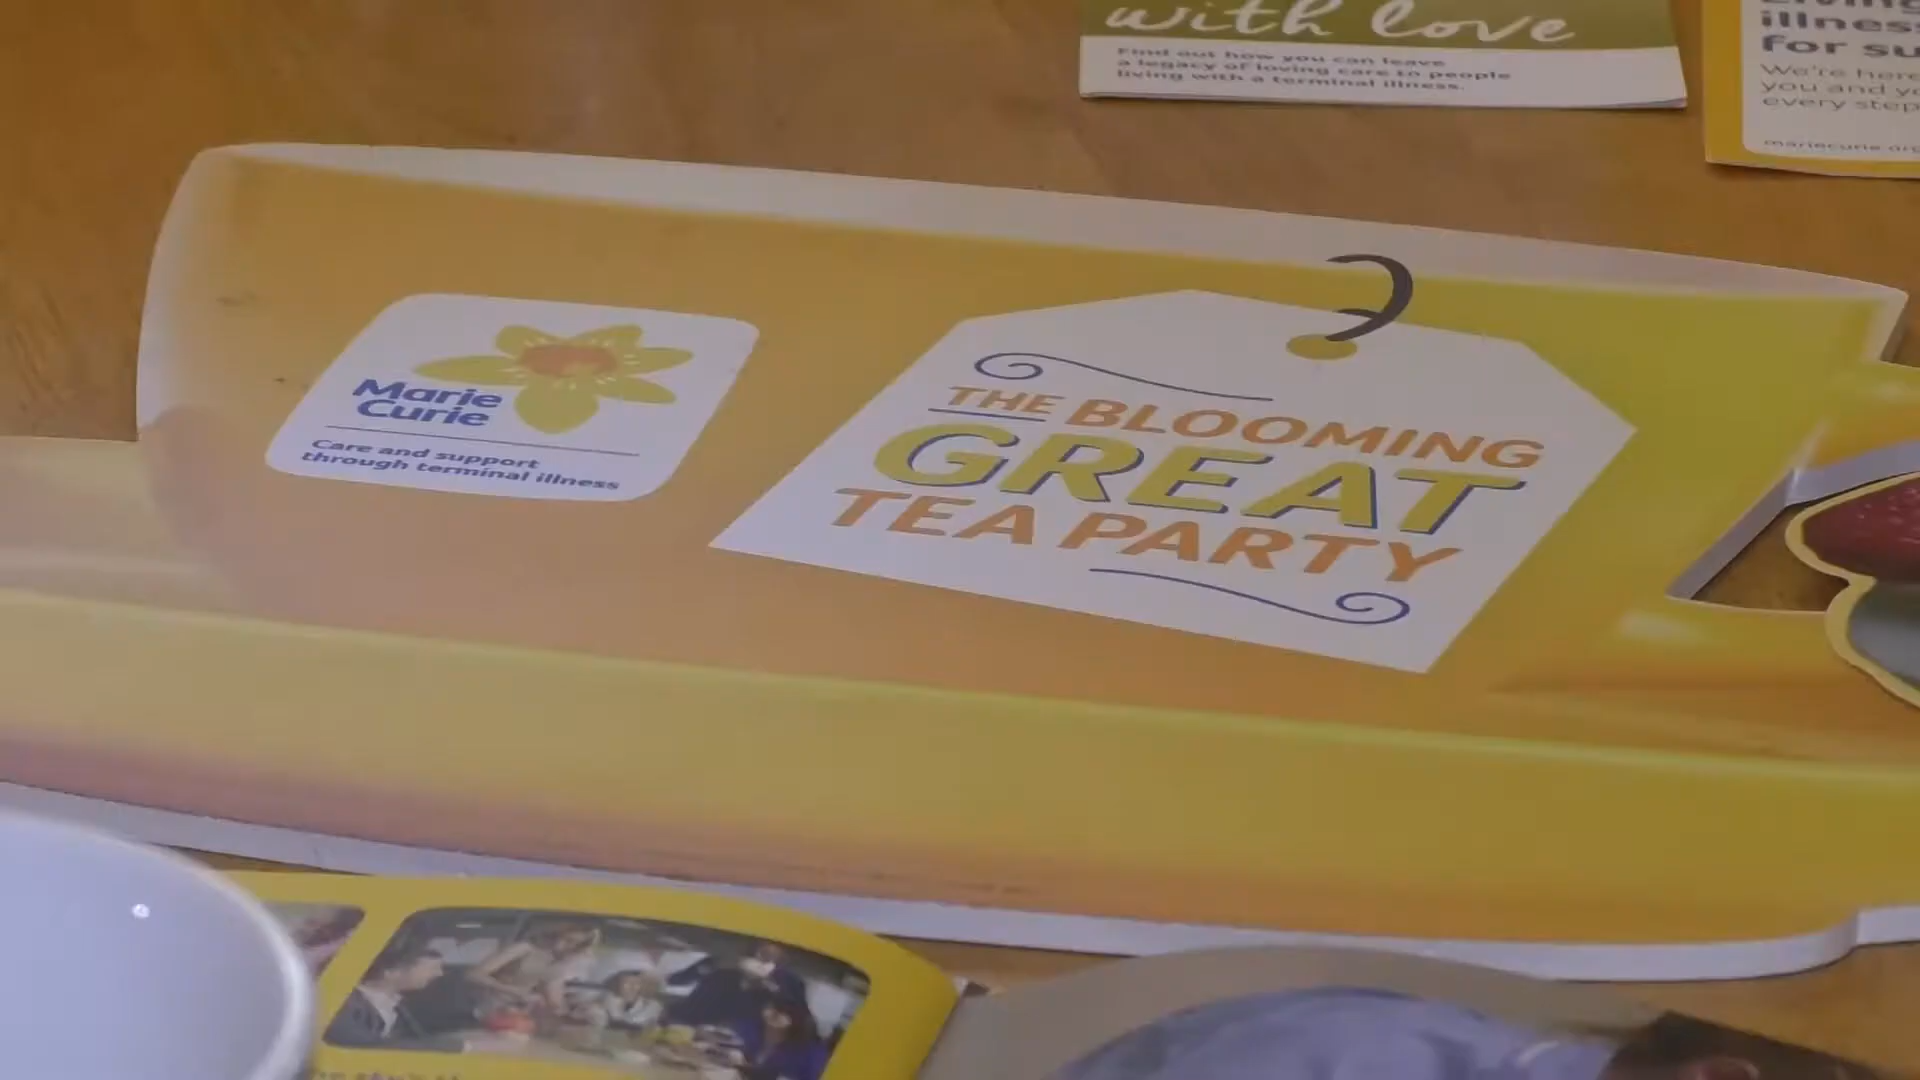 with love
Find out how you can leave
a legacy of loving care to people
living with a terminal illness.
illness
for su
We're here
you and yo
every step
mariecurie.org
Marie
Curie
Care and support
through terminal illness
THE BLOOMING
GREAT
TEA PARTY